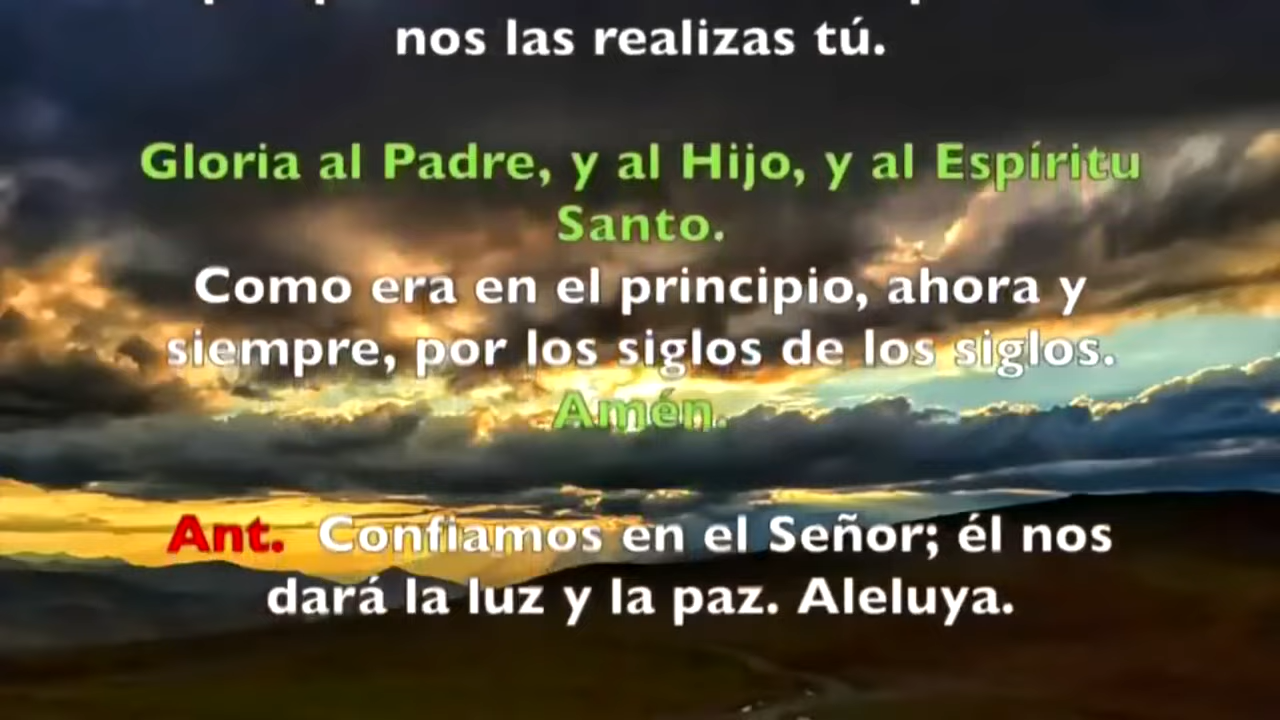 nos las realizas tú.
Gloria al Padre, y al Hijo, y al Espíritu
Santo.
Como era en el principio, ahora y
siempre, por los siglos de los siglos.
Amén.
Ant. Confiamos en el Señor; él nos
dará la luz y la paz. Aleluya.